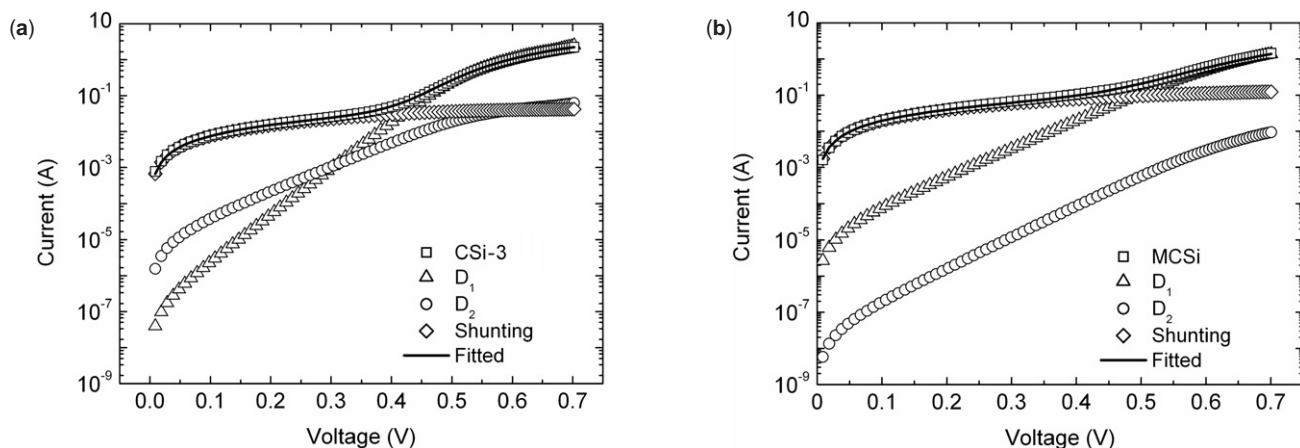 (a)
10
10⁻¹
10⁻³
10⁻⁵
10⁻⁷
10⁻⁹
Current (A)
CSi-3
D₁
D₂
Shunting
Fitted
0.0 0.1 0.2 0.3 0.4 0.5 0.6 0.7
Voltage (V)
(b)
10
10⁻¹
10⁻³
10⁻⁵
10⁻⁷
10⁻⁹
Current (A)
MCSi
D₁
D₂
Shunting
Fitted
0 0.1 0.2 0.3 0.4 0.5 0.6 0.7
Voltage (V)